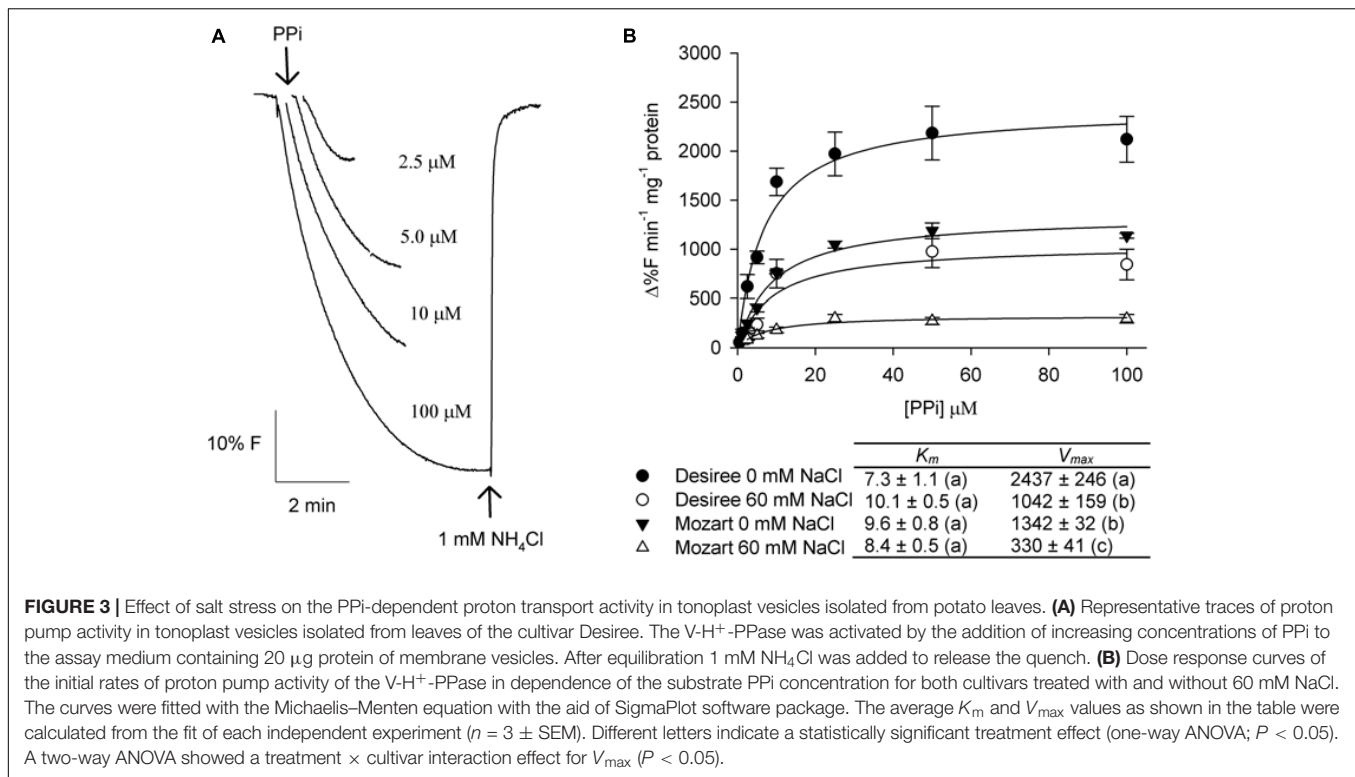 A
PPi
2.5 µM
5.0 µM
10 µM
100 µM
10% F
2 min
1 mM NH₄Cl
B
Δ%F min⁻¹ mg⁻¹ protein
3000
2500
2000
1500
1000
500
0
0 20 40 60 80 100
[PPi] µM
Kₘ Vₘₐₓ
Desiree 0 mM NaCl 7.3 ± 1.1 (a) 2437 ± 246 (a)
Desiree 60 mM NaCl 10.1 ± 0.5 (a) 1042 ± 159 (b)
Mozart 0 mM NaCl 9.6 ± 0.8 (a) 1342 ± 32 (b)
Mozart 60 mM NaCl 8.4 ± 0.5 (a) 330 ± 41 (c)
FIGURE 3 | Effect of salt stress on the PPi-dependent proton transport activity in tonoplast vesicles isolated from potato leaves. (A) Representative traces of proton
pump activity in tonoplast vesicles isolated from leaves of the cultivar Desiree. The V-H⁺-PPase was activated by the addition of increasing concentrations of PPi to
the assay medium containing 20 µg protein of membrane vesicles. After equilibration 1 mM NH₄Cl was added to release the quench. (B) Dose response curves of
the initial rates of proton pump activity of the V-H⁺-PPase in dependence of the substrate PPi concentration for both cultivars treated with and without 60 mM NaCl.
The curves were fitted with the Michaelis–Menten equation with the aid of SigmaPlot software package. The average Kₘ and Vₘₐₓ values as shown in the table were
calculated from the fit of each independent experiment (n = 3 ± SEM). Different letters indicate a statistically significant treatment effect (one-way ANOVA; P < 0.05).
A two-way ANOVA showed a treatment × cultivar interaction effect for Vₘₐₓ (P < 0.05).